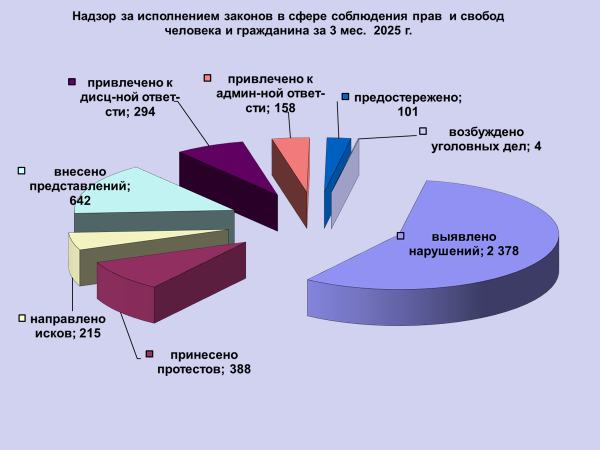 Надзор за исполнением законов в сфере соблюдения прав и свобод
человека и гражданина за 3 мес. 2025 г.
привлечено к
дисц-ной ответ-
сти; 294
привлечено к
админ-ной ответ-
сти; 158
предостережено;
101
возбуждено
уголовных дел; 4
внесено
представлений;
642
выявлено
нарушений; 2 378
направлено
исков; 215
принесено
протестов; 388